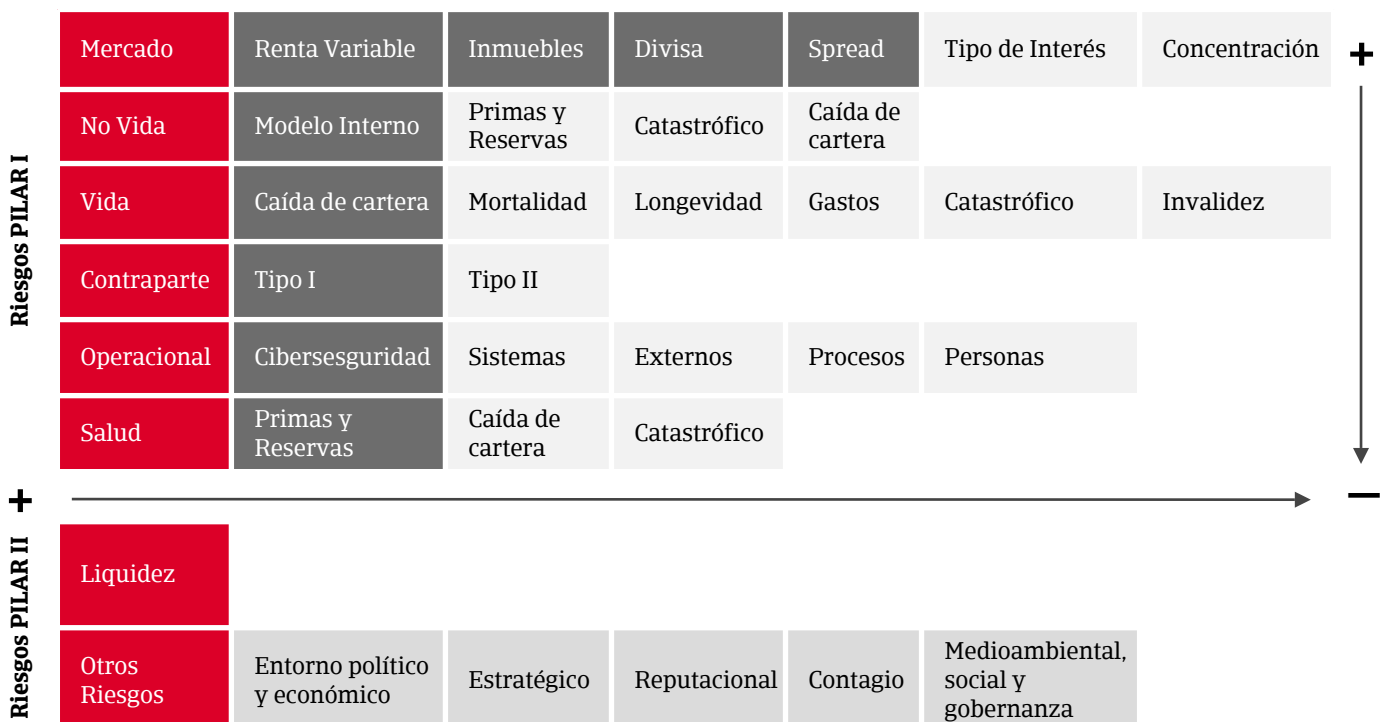 Riesgos PILAR I
Mercado
Renta Variable
Inmuebles
Divisa
Spread
Tipo de Interés
Concentración
+
No Vida
Modelo Interno
Primas y
Reservas
Catastrófico
Caída de
cartera
Vida
Caída de cartera
Mortalidad
Longevidad
Gastos
Catastrófico
Invalidez
Contraparte
Tipo I
Tipo II
Operacional
Cibersesguridad
Sistemas
Externos
Procesos
Personas
Salud
Primas y
Reservas
Caída de
cartera
Catastrófico
+
—
Riesgos PILAR II
Liquidez
Otros
Riesgos
Entorno político
y económico
Estratégico
Reputacional
Contagio
Medioambiental,
social y
gobernanza